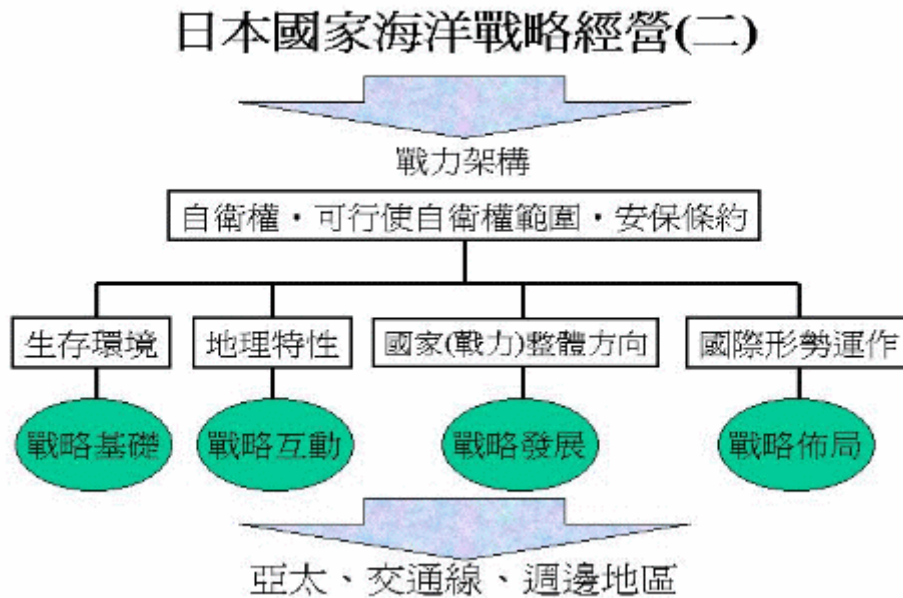 日本國家海洋戰略經營(二)
戰力架構
自衛權・可行使自衛權範圍・安保條約
生存環境 地理特性 國家(戰力)整體方向 國際形勢運作
戰略基礎 戰略互動 戰略發展 戰略佈局
亞太、交通線、週邊地區